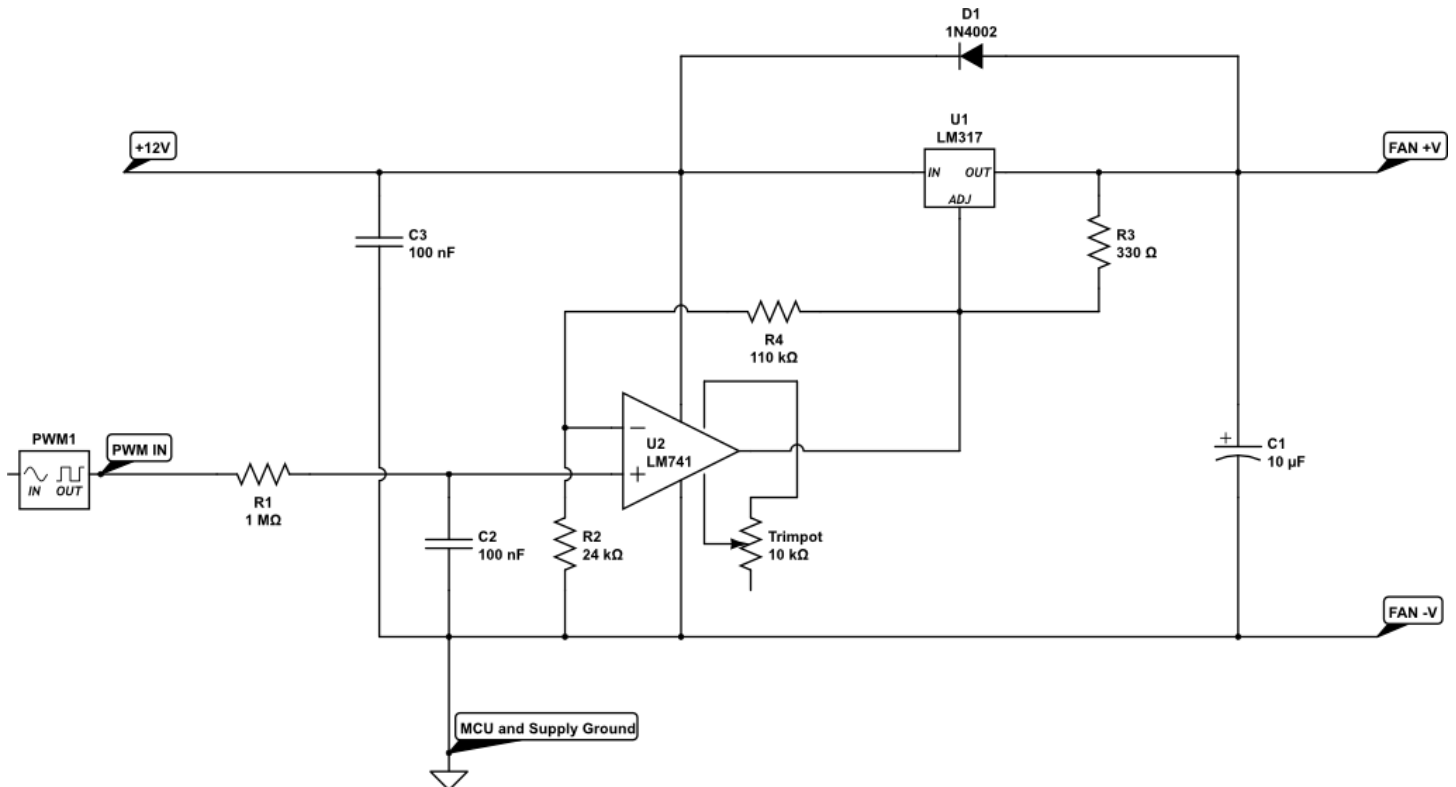 D1
1N4002
U1
LM317
+12V
FAN +V
IN OUT
ADJ
C3
100 nF
R3
330 Ω
R4
110 kΩ
PWM1
PWM IN
IN OUT
R1
1 MΩ
−
+
U2
LM741
+
C1
10 µF
C2
100 nF
R2
24 kΩ
Trimpot
10 kΩ
FAN -V
MCU and Supply Ground